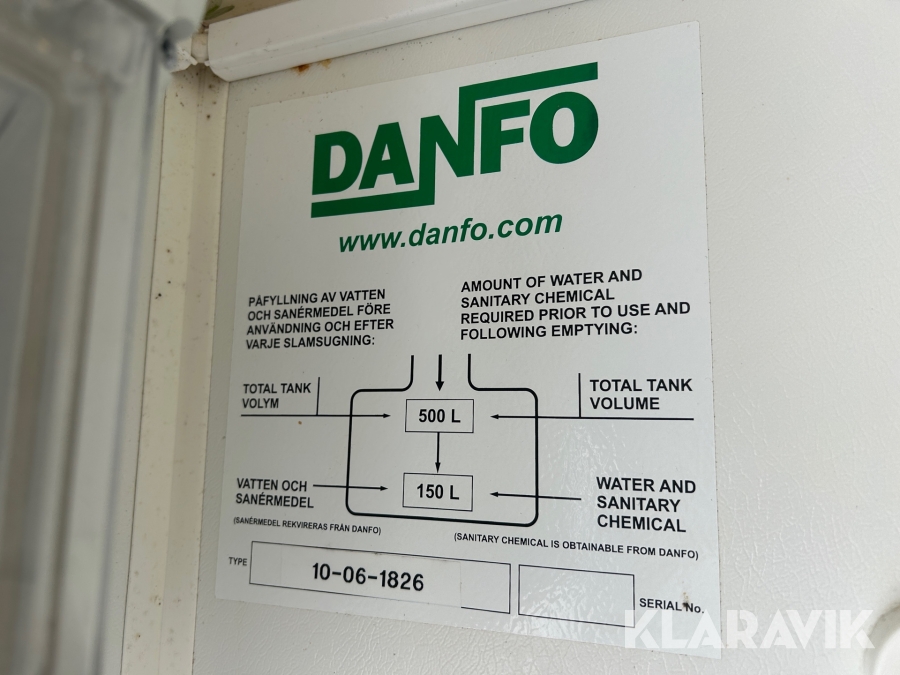 DANFO
www.danfo.com
PÅFYLLNING AV VATTEN
OCH SANÉRMEDEL FÖRE
ANVÄNDNING OCH EFTER
VARJE SLAMSUGNING:
AMOUNT OF WATER AND
SANITARY CHEMICAL
REQUIRED PRIOR TO USE AND
FOLLOWING EMPTYING:
TOTAL TANK
VOLYM
500 L
TOTAL TANK
VOLUME
VATTEN OCH
SANÉRMEDEL
150 L
WATER AND
SANITARY
CHEMICAL
(SANÉRMEDEL REKVIRERAS FRÅN DANFO)
(SANITARY CHEMICAL IS OBTAINABLE FROM DANFO)
TYPE
10-06-1826
SERIAL No.
KLARAVIK